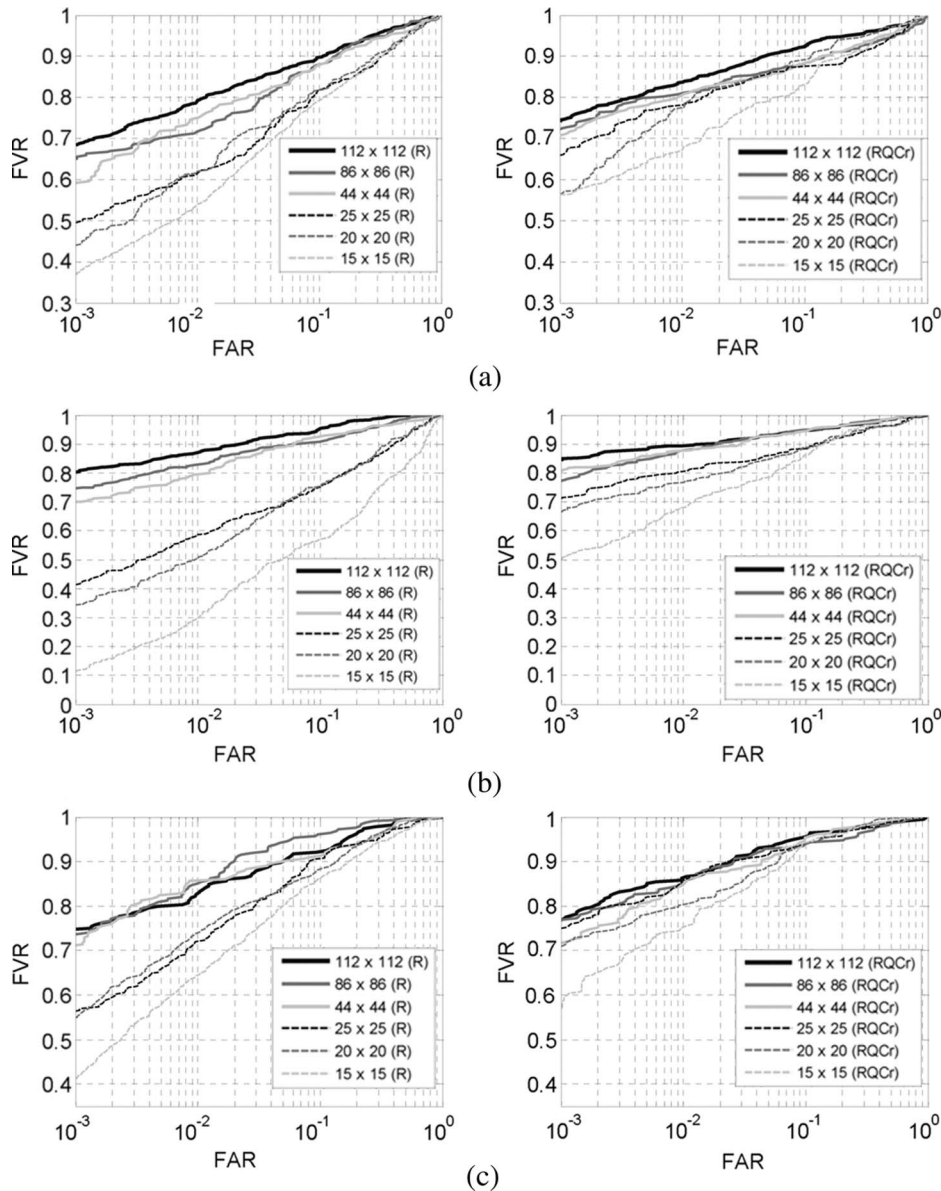 1
0.9
0.8
0.7
0.6
0.5
0.4
0.3
FVR
112 x 112 (R)
86 x 86 (R)
44 x 44 (R)
25 x 25 (R)
20 x 20 (R)
15 x 15 (R)
10-3
10-2
10-1
100
FAR
1
0.9
0.8
0.7
0.6
0.5
0.4
0.3
FVR
112 x 112 (RQCr)
86 x 86 (RQCr)
44 x 44 (RQCr)
25 x 25 (RQCr)
20 x 20 (RQCr)
15 x 15 (RQCr)
10-3
10-2
10-1
100
FAR
(a)
1
0.9
0.8
0.7
0.6
0.5
0.4
0.3
0.2
0.1
0
FVR
112 x 112 (R)
86 x 86 (R)
44 x 44 (R)
25 x 25 (R)
20 x 20 (R)
15 x 15 (R)
10-3
10-2
10-1
100
FAR
1
0.9
0.8
0.7
0.6
0.5
0.4
0.3
0.2
0.1
0
FVR
112 x 112 (RQCr)
86 x 86 (RQCr)
44 x 44 (RQCr)
25 x 25 (RQCr)
20 x 20 (RQCr)
15 x 15 (RQCr)
10-3
10-2
10-1
100
FAR
(b)
1
0.9
0.8
0.7
0.6
0.5
0.4
FVR
112 x 112 (R)
86 x 86 (R)
44 x 44 (R)
25 x 25 (R)
20 x 20 (R)
15 x 15 (R)
10-3
10-2
10-1
100
FAR
1
0.9
0.8
0.7
0.6
0.5
0.4
FVR
112 x 112 (RQCr)
86 x 86 (RQCr)
44 x 44 (RQCr)
25 x 25 (RQCr)
20 x 20 (RQCr)
15 x 15 (RQCr)
10-3
10-2
10-1
100
FAR
(c)